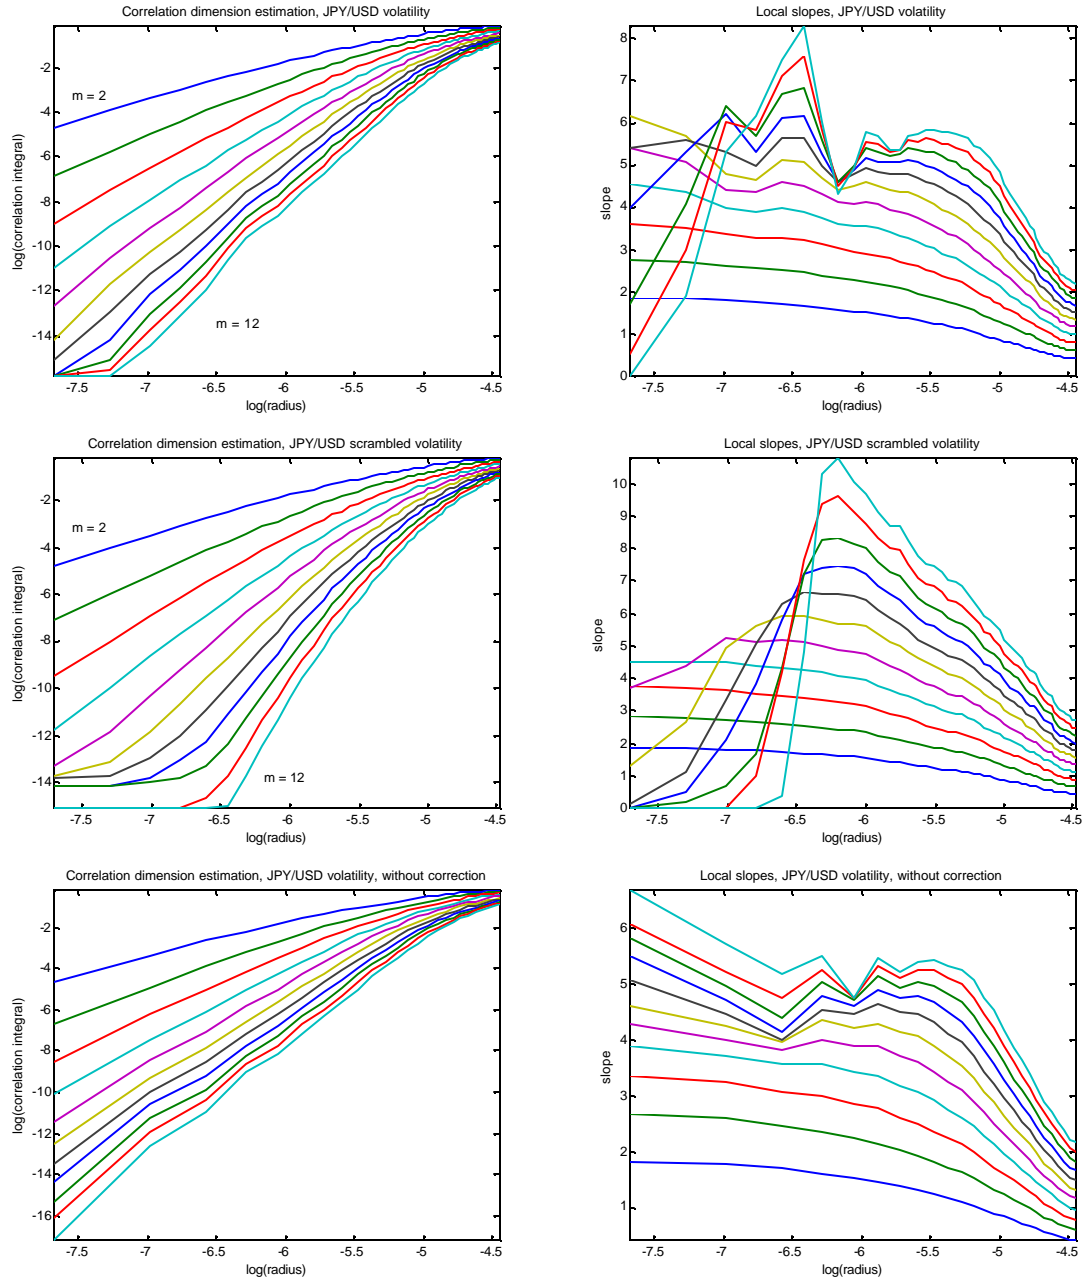 Correlation dimension estimation, JPY/USD volatility
log(correlation integral)
-2
-4
-6
-8
-10
-12
-14
m = 2
m = 12
-7.5 -7 -6.5 -6 -5.5 -5 -4.5
log(radius)
Local slopes, JPY/USD volatility
slope
8
7
6
5
4
3
2
1
0
-7.5 -7 -6.5 -6 -5.5 -5 -4.5
log(radius)
Correlation dimension estimation, JPY/USD scrambled volatility
log(correlation integral)
-2
-4
-6
-8
-10
-12
-14
m = 2
m = 12
-7.5 -7 -6.5 -6 -5.5 -5 -4.5
log(radius)
Local slopes, JPY/USD scrambled volatility
slope
10
9
8
7
6
5
4
3
2
1
0
-7.5 -7 -6.5 -6 -5.5 -5 -4.5
log(radius)
Correlation dimension estimation, JPY/USD volatility, without correction
log(correlation integral)
-2
-4
-6
-8
-10
-12
-14
-16
-7.5 -7 -6.5 -6 -5.5 -5 -4.5
log(radius)
Local slopes, JPY/USD volatility, without correction
slope
6
5
4
3
2
1
-7.5 -7 -6.5 -6 -5.5 -5 -4.5
log(radius)